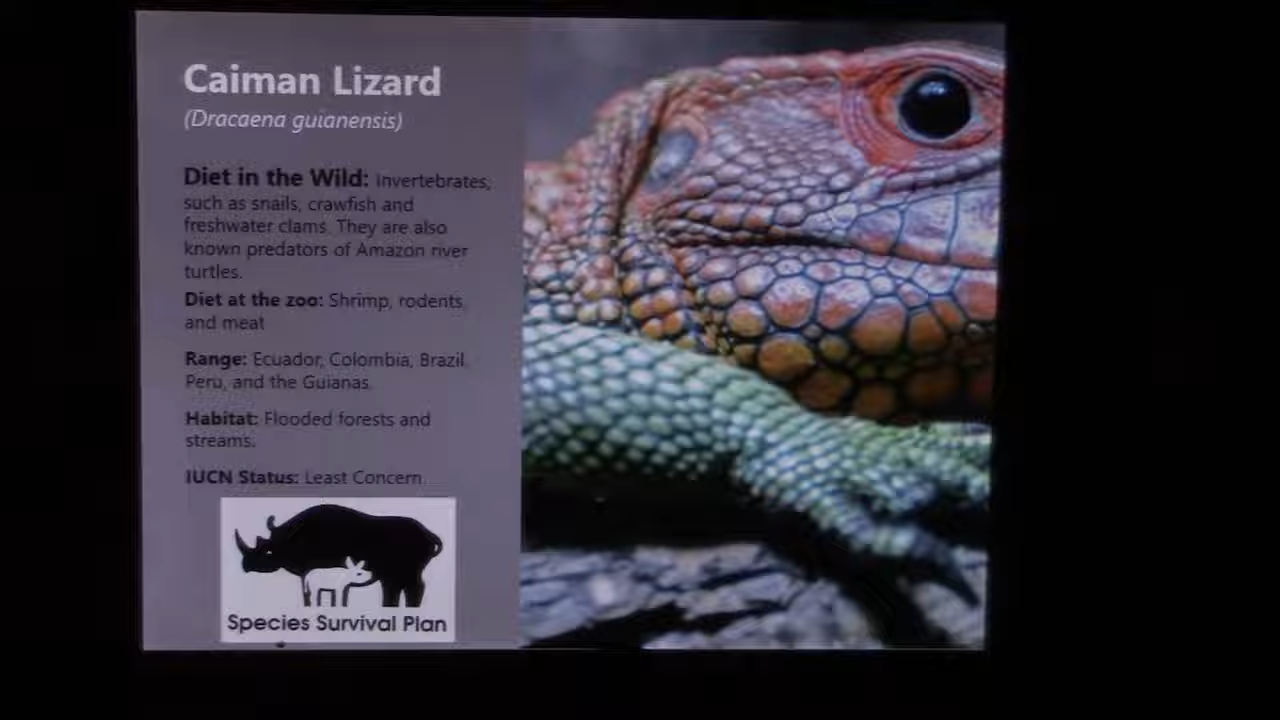 Caiman Lizard
(Dracaena guianensis)
Diet in the Wild: Invertebrates,
such as snails, crawfish and
freshwater clams. They are also
known predators of Amazon river
turtles.
Diet at the zoo: Shrimp, rodents,
and meat
Range: Ecuador, Colombia, Brazil,
Peru, and the Guianas.
Habitat: Flooded forests and
streams.
IUCN Status: Least Concern
Species Survival Plan